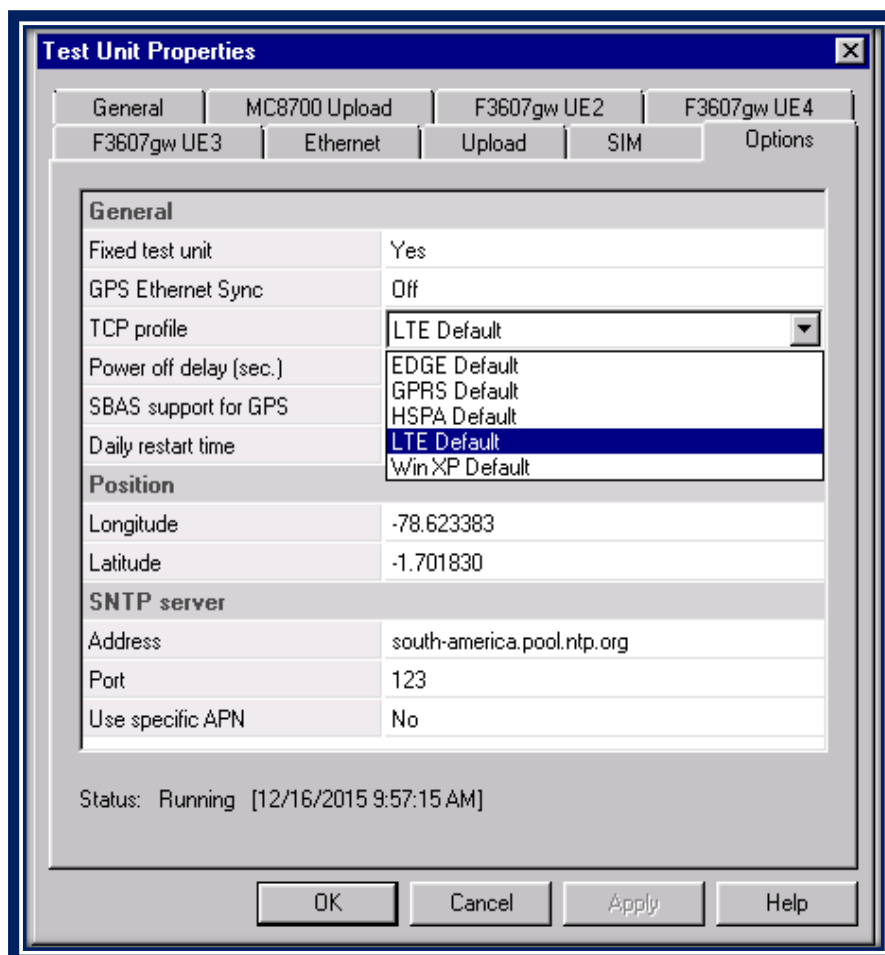 Test Unit Properties
General MC8700 Upload F3607gw UE2 F3607gw UE4
F3607gw UE3 Ethernet Upload SIM Options
General
Fixed test unit Yes
GPS Ethernet Sync Off
TCP profile LTE Default
Power off delay (sec.) EDGE Default
GPRS Default
SBAS support for GPS HSPA Default
Daily restart time LTE Default
Win XP Default
Position
Longitude -78.623383
Latitude -1.701830
SNTP server
Address south-america.pool.ntp.org
Port 123
Use specific APN No
Status: Running [12/16/2015 9:57:15 AM]
OK Cancel Apply Help